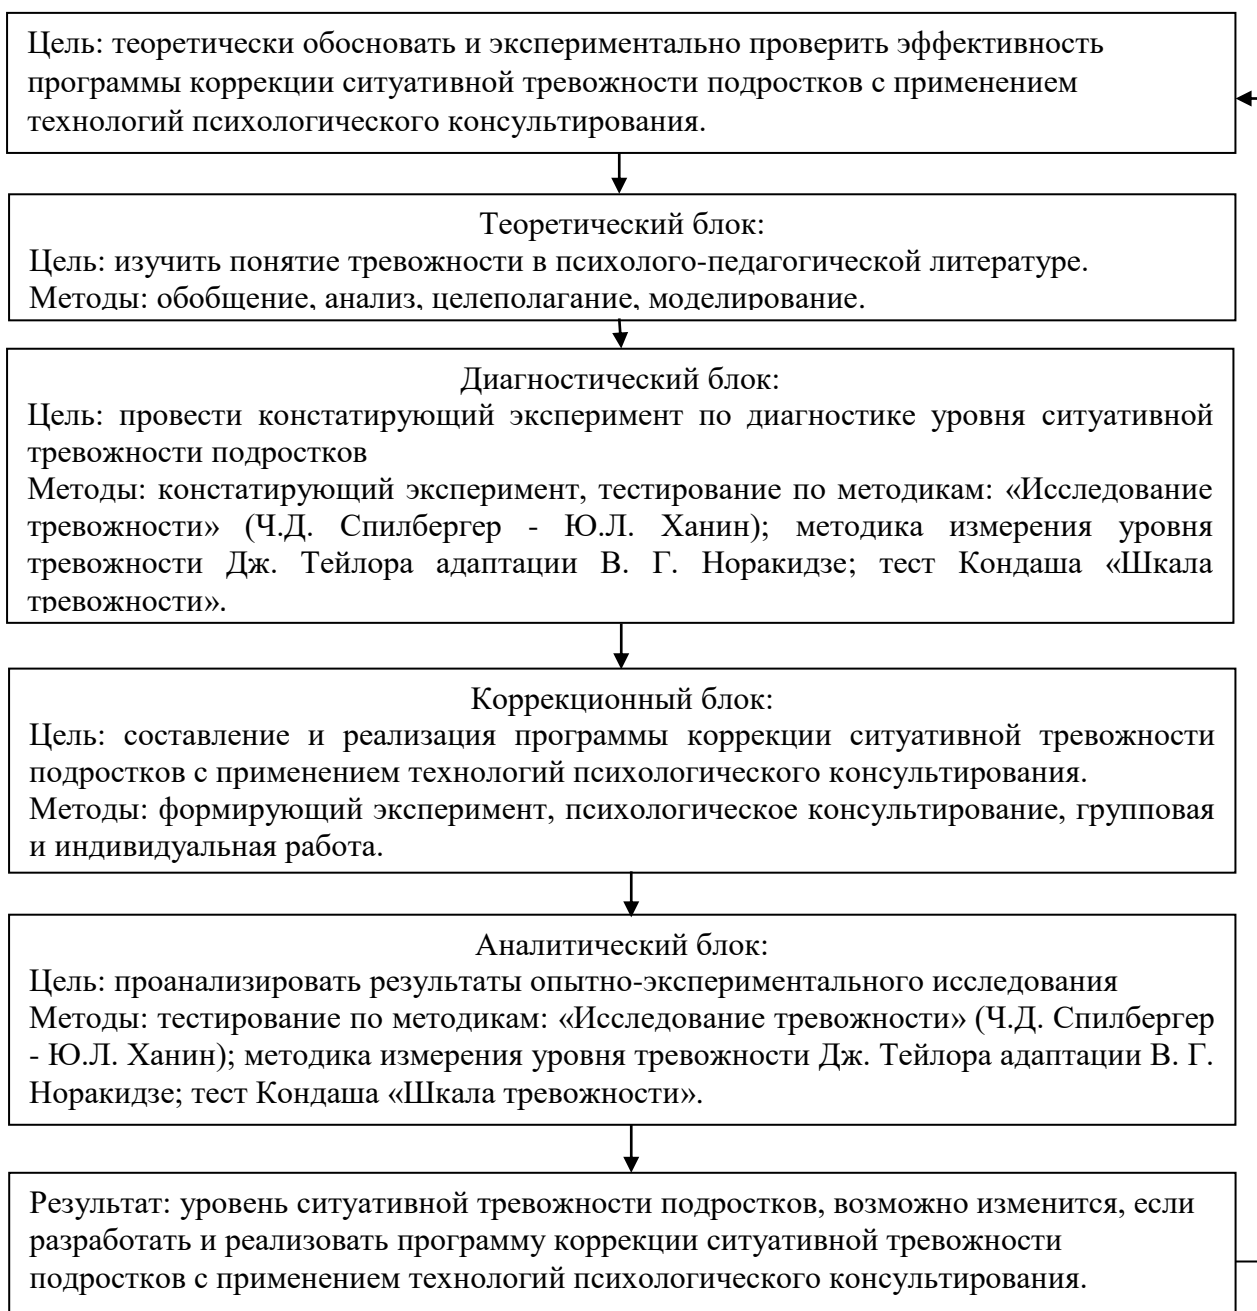 Цель: теоретически обосновать и экспериментально проверить эффективность
программы коррекции ситуативной тревожности подростков с применением
технологий психологического консультирования.
Теоретический блок:
Цель: изучить понятие тревожности в психолого-педагогической литературе.
Методы: обобщение, анализ, целеполагание, моделирование.
Диагностический блок:
Цель: провести констатирующий эксперимент по диагностике уровня ситуативной
тревожности подростков
Методы: констатирующий эксперимент, тестирование по методикам: «Исследование
тревожности» (Ч.Д. Спилбергер - Ю.Л. Ханин); методика измерения уровня
тревожности Дж. Тейлора адаптации В. Г. Норакидзе; тест Кондаша «Шкала
тревожности».
Коррекционный блок:
Цель: составление и реализация программы коррекции ситуативной тревожности
подростков с применением технологий психологического консультирования.
Методы: формирующий эксперимент, психологическое консультирование, групповая
и индивидуальная работа.
Аналитический блок:
Цель: проанализировать результаты опытно-экспериментального исследования
Методы: тестирование по методикам: «Исследование тревожности» (Ч.Д. Спилбергер
- Ю.Л. Ханин); методика измерения уровня тревожности Дж. Тейлора адаптации В. Г.
Норакидзе; тест Кондаша «Шкала тревожности».
Результат: уровень ситуативной тревожности подростков, возможно изменится, если
разработать и реализовать программу коррекции ситуативной тревожности
подростков с применением технологий психологического консультирования.